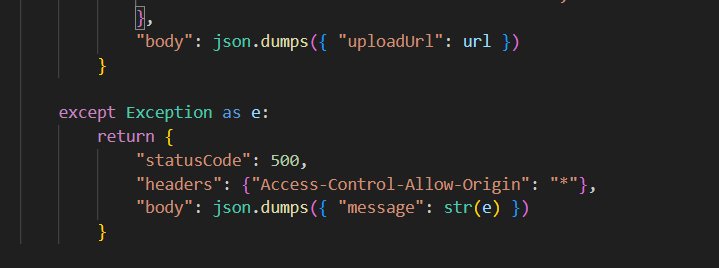 },
"body": json.dumps({ "uploadUrl": url })
}
except Exception as e:
return {
"statusCode": 500,
"headers": {"Access-Control-Allow-Origin": "*"},
"body": json.dumps({ "message": str(e) })
}